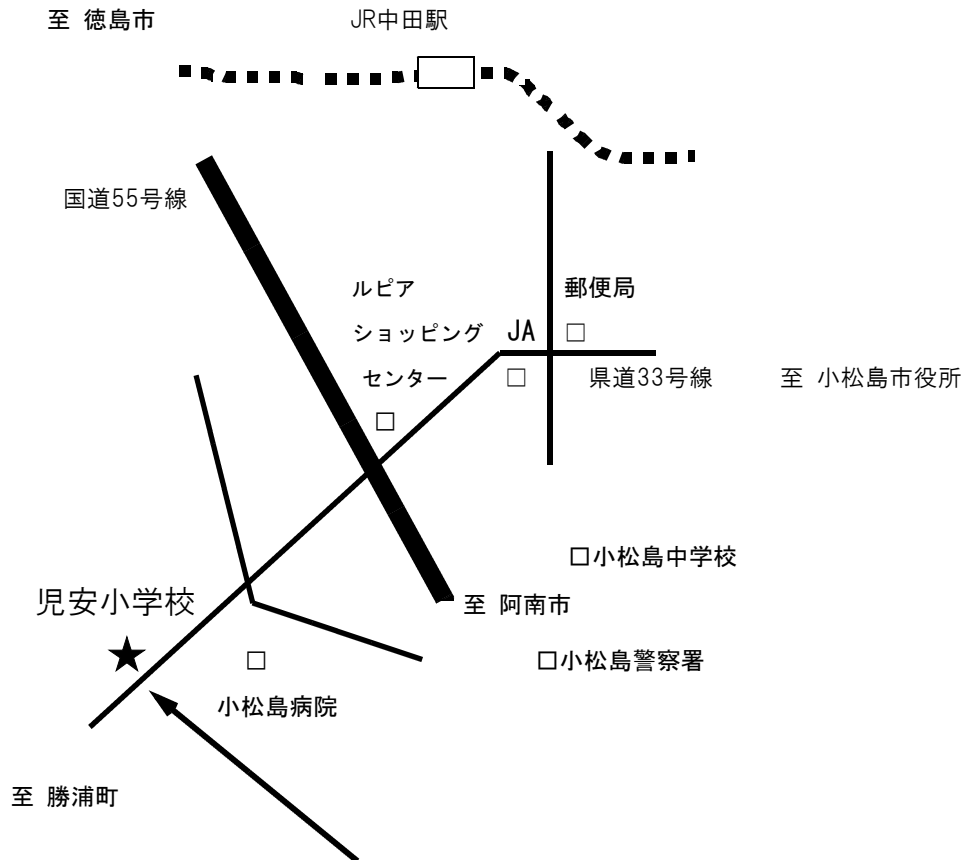 至 徳島市
JR中田駅
国道55号線
ルピア
ショッピング
センター
郵便局
JA
県道33号線
至 小松島市役所
小松島中学校
児安小学校
至 阿南市
小松島警察署
小松島病院
至 勝浦町